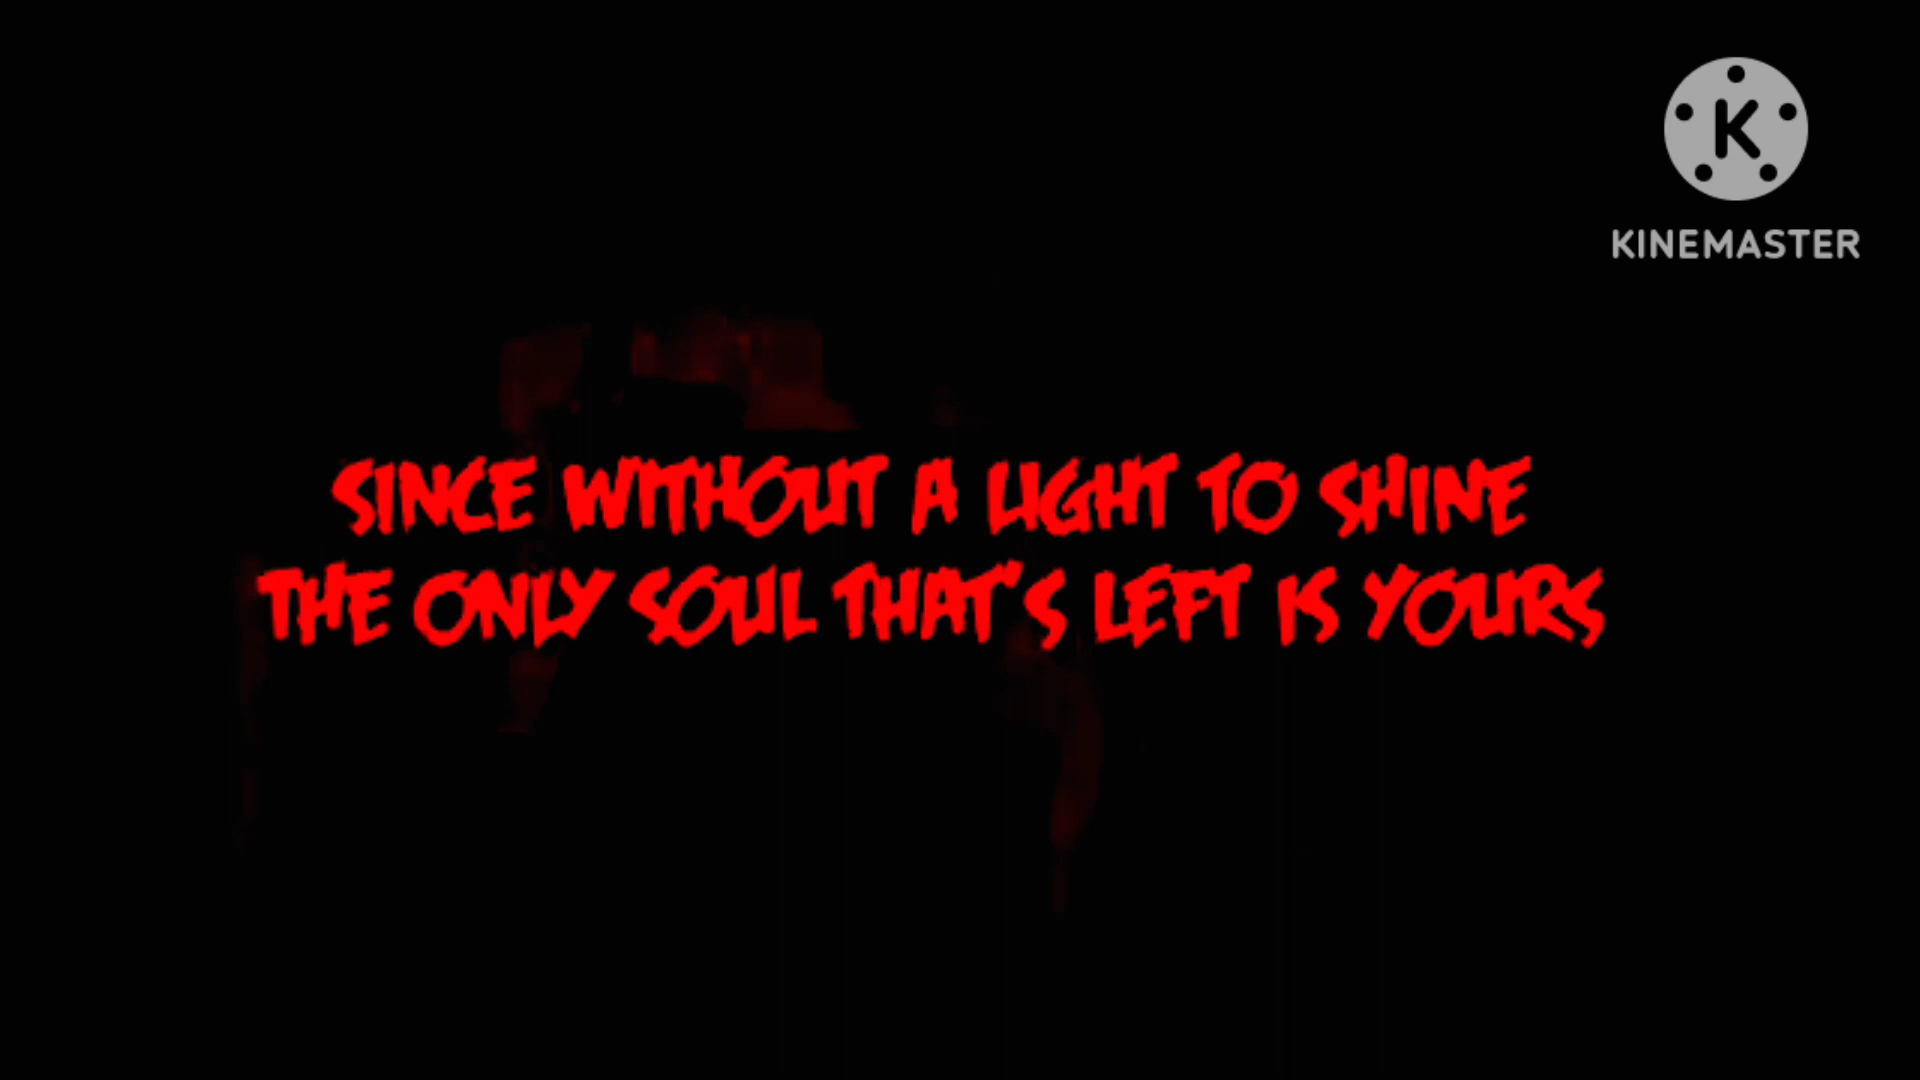 K
KINEMASTER
SINCE WITHOUT A LIGHT TO SHINE
THE ONLY SOUL THAT'S LEFT IS YOURS